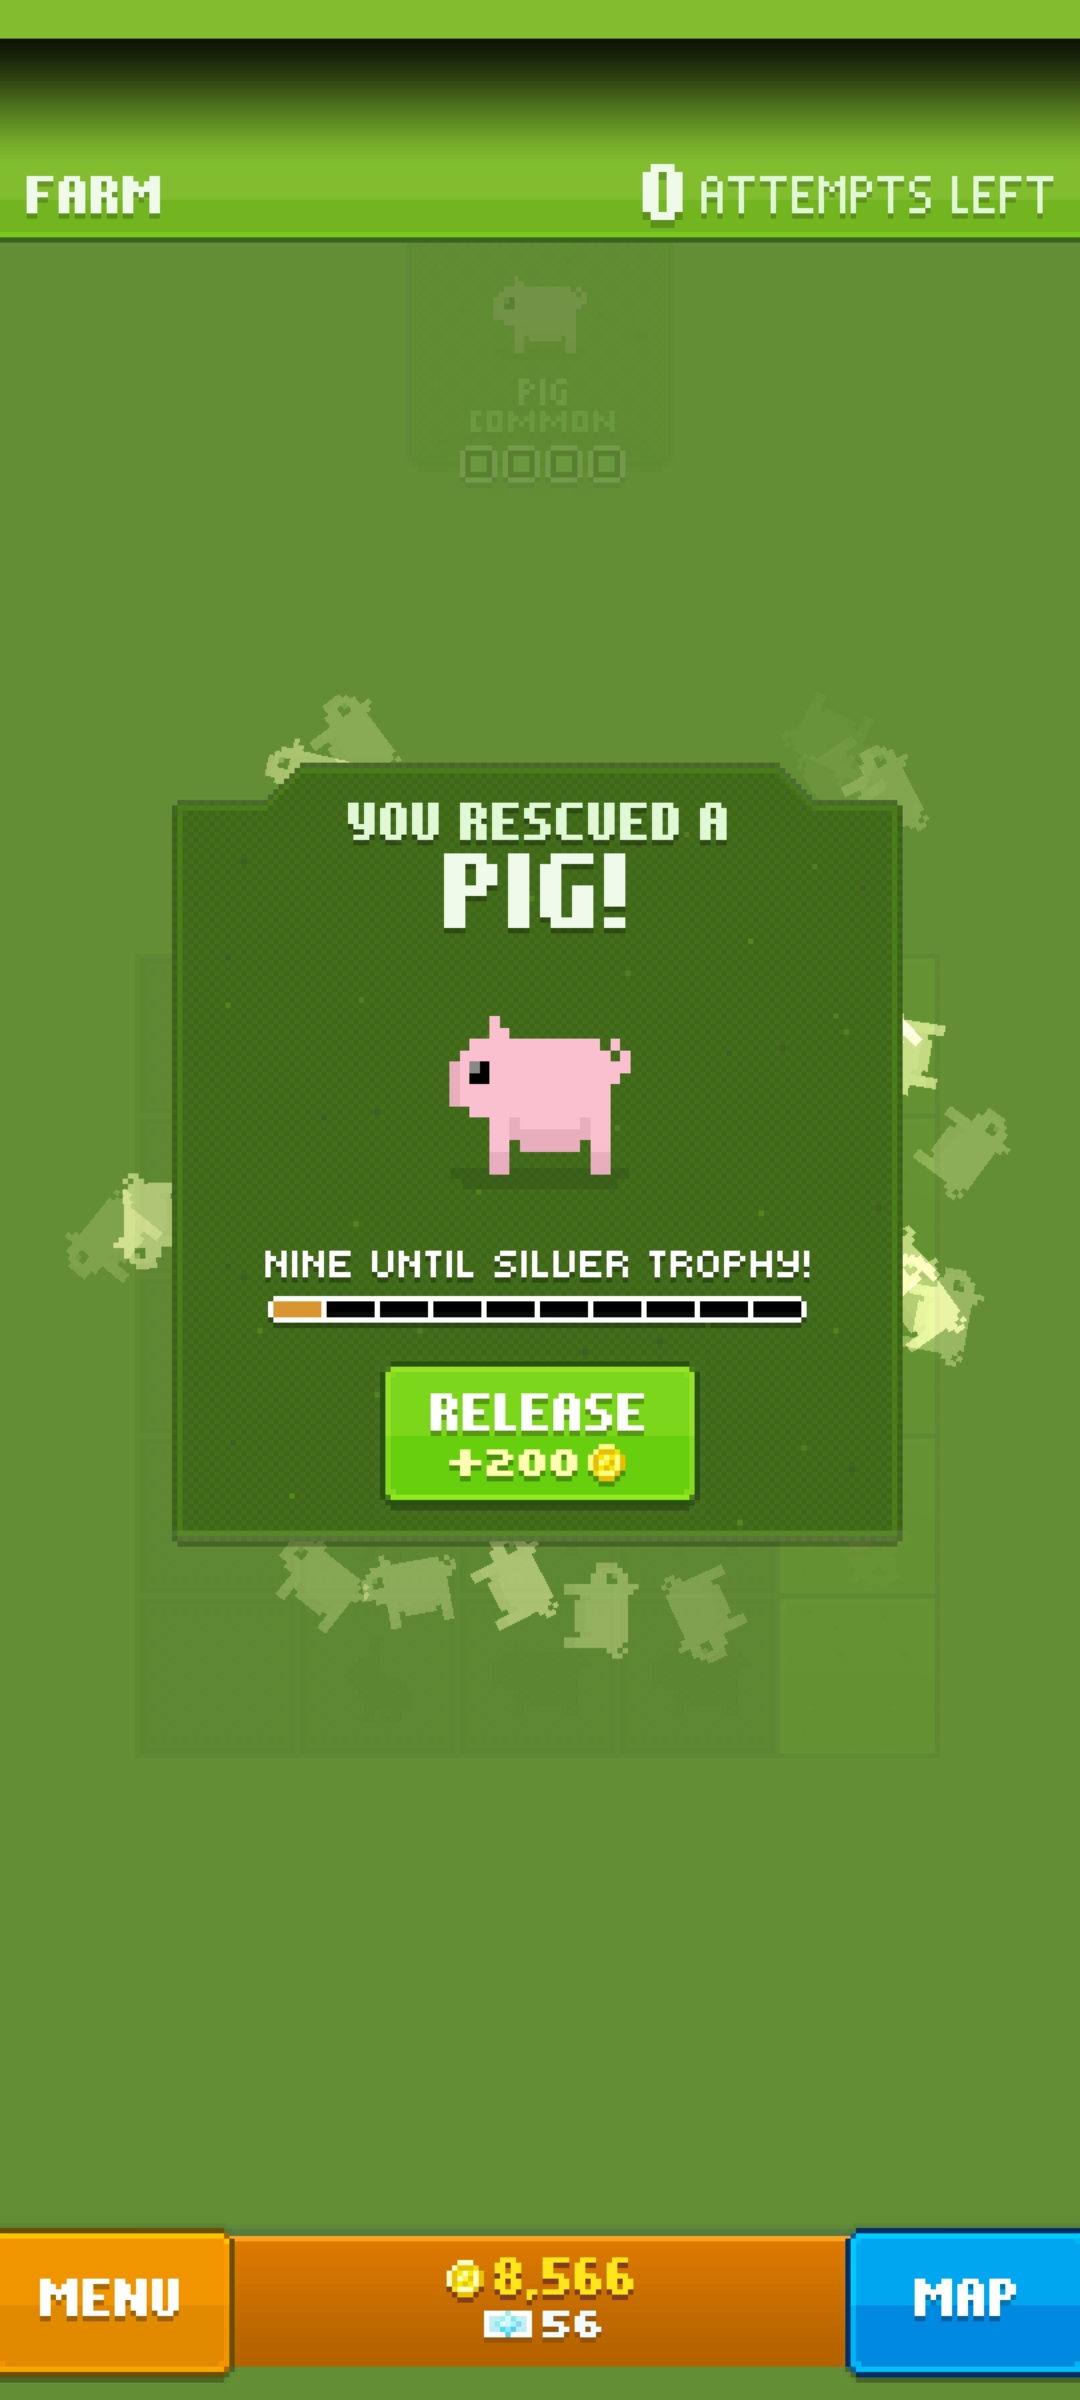 FARM
0 ATTEMPTS LEFT
PIG
COMMON
YOU RESCUED A
PIG!
NINE UNTIL SILVER TROPHY!
RELEASE
+200
MENU
8,566
56
MAP